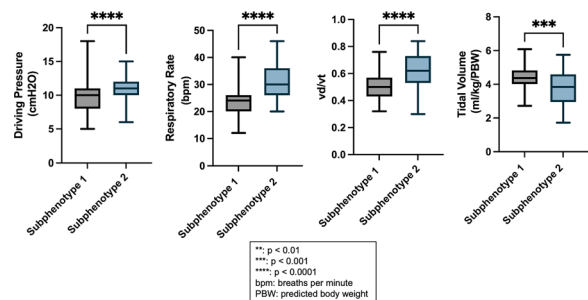 ****
Driving Pressure
(cmH2O)
20
15
10
5
0
Subphenotype 1
Subphenotype 2
****
Respiratory Rate
(bpm)
50
40
30
20
10
0
Subphenotype 1
Subphenotype 2
****
vd/vt
1.0
0.8
0.6
0.4
0.2
0.0
Subphenotype 1
Subphenotype 2
***
Tidal Volume
(ml/kg/PBW)
8
6
4
2
0
Subphenotype 1
Subphenotype 2
**: p < 0.01
***: p < 0.001
****: p < 0.0001
bpm: breaths per minute
PBW: predicted body weight